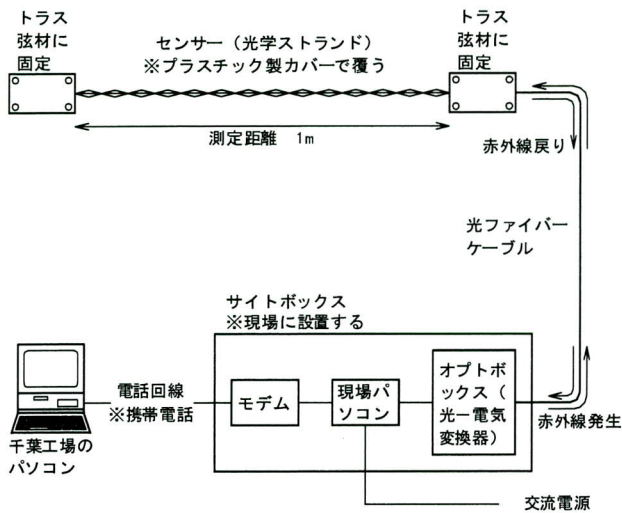 トラス
弦材に
固定
センサー（光学ストランド）
※プラスチック製カバーで覆う
トラス
弦材に
固定
測定距離　1m
赤外線戻り
光ファイバー
ケーブル
サイトボックス
※現場に設置する
電話回線
※携帯電話
モデム
現場パ
ソコン
オプトボ
ックス（
光ー電気
変換器）
赤外線発生
千葉工場の
パソコン
交流電源